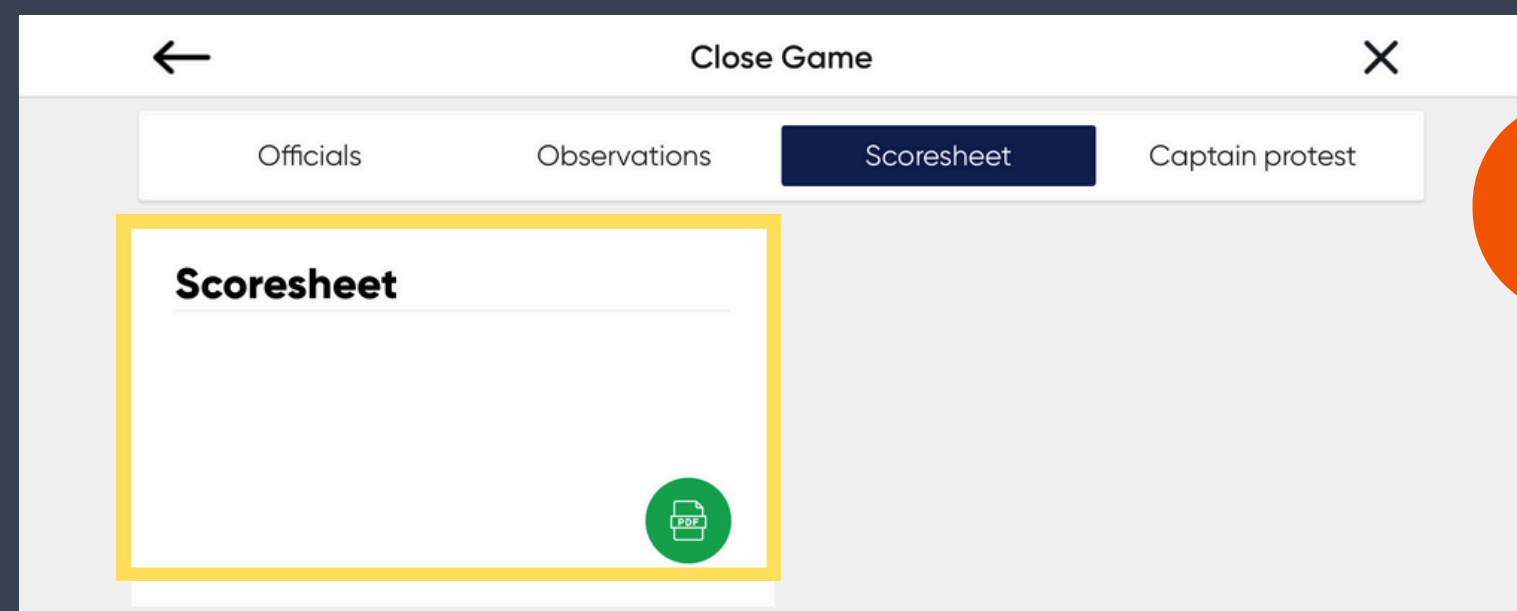 Close Game
Officials Observations Scoresheet Captain protest
Scoresheet
PDF